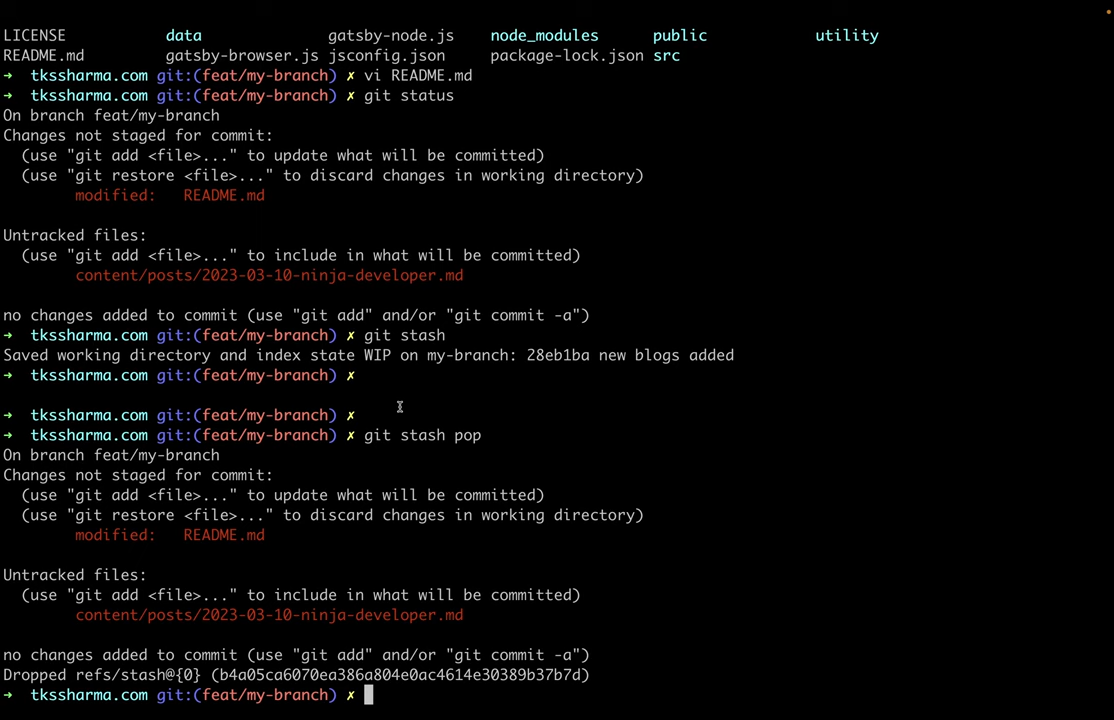 LICENSE data gatsby-node.js node_modules public utility
README.md gatsby-browser.js jsconfig.json package-lock.json src
→ tkssharma.com git:(feat/my-branch) ✗ vi README.md
→ tkssharma.com git:(feat/my-branch) ✗ git status
On branch feat/my-branch
Changes not staged for commit:
(use "git add <file>..." to update what will be committed)
(use "git restore <file>..." to discard changes in working directory)
modified: README.md
Untracked files:
(use "git add <file>..." to include in what will be committed)
content/posts/2023-03-10-ninja-developer.md
no changes added to commit (use "git add" and/or "git commit -a")
→ tkssharma.com git:(feat/my-branch) ✗ git stash
Saved working directory and index state WIP on my-branch: 28eb1ba new blogs added
→ tkssharma.com git:(feat/my-branch) ✗
→ tkssharma.com git:(feat/my-branch) ✗
→ tkssharma.com git:(feat/my-branch) ✗ git stash pop
On branch feat/my-branch
Changes not staged for commit:
(use "git add <file>..." to update what will be committed)
(use "git restore <file>..." to discard changes in working directory)
modified: README.md
Untracked files:
(use "git add <file>..." to include in what will be committed)
content/posts/2023-03-10-ninja-developer.md
no changes added to commit (use "git add" and/or "git commit -a")
Dropped refs/stash@{0} (b4a05ca6070ea386a804e0ac4614e30389b37b7d)
→ tkssharma.com git:(feat/my-branch) ✗